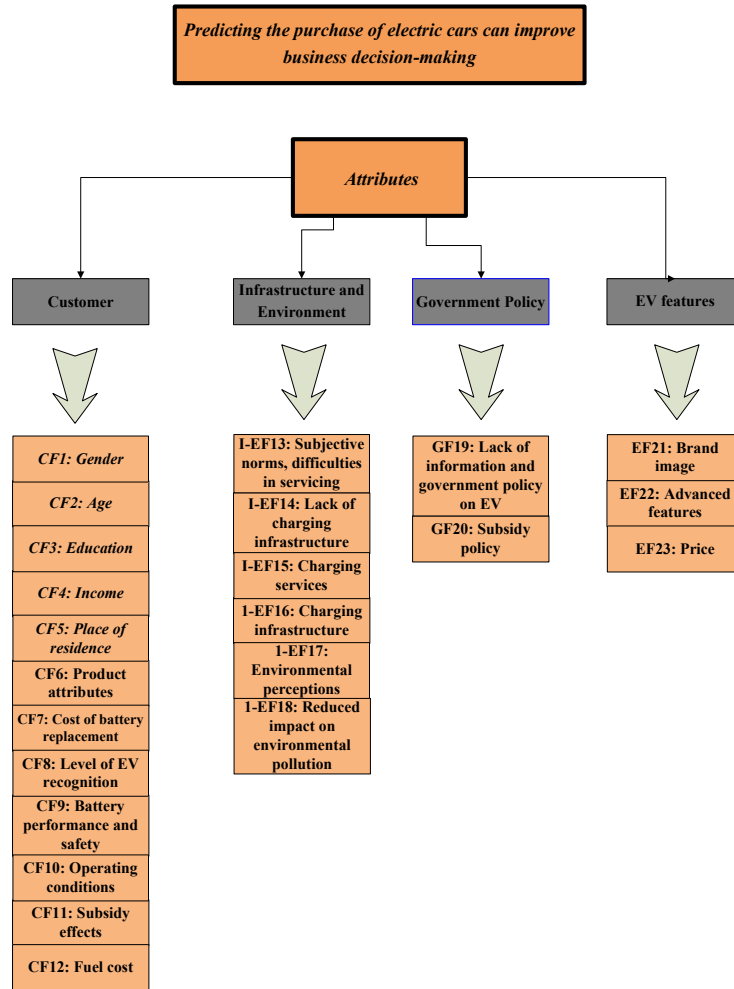 Predicting the purchase of electric cars can improve
business decision-making
Attributes
Customer
Infrastructure and
Environment
Government Policy
EV features
CF1: Gender
CF2: Age
CF3: Education
CF4: Income
CF5: Place of
residence
CF6: Product
attributes
CF7: Cost of battery
replacement
CF8: Level of EV
recognition
CF9: Battery
performance and
safety
CF10: Operating
conditions
CF11: Subsidy
effects
CF12: Fuel cost
I-EF13: Subjective
norms, difficulties
in servicing
I-EF14: Lack of
charging
infrastructure
I-EF15: Charging
services
1-EF16: Charging
infrastructure
1-EF17:
Environmental
perceptions
1-EF18: Reduced
impact on
environmental
pollution
GF19: Lack of
information and
government policy
on EV
GF20: Subsidy
policy
EF21: Brand
image
EF22: Advanced
features
EF23: Price